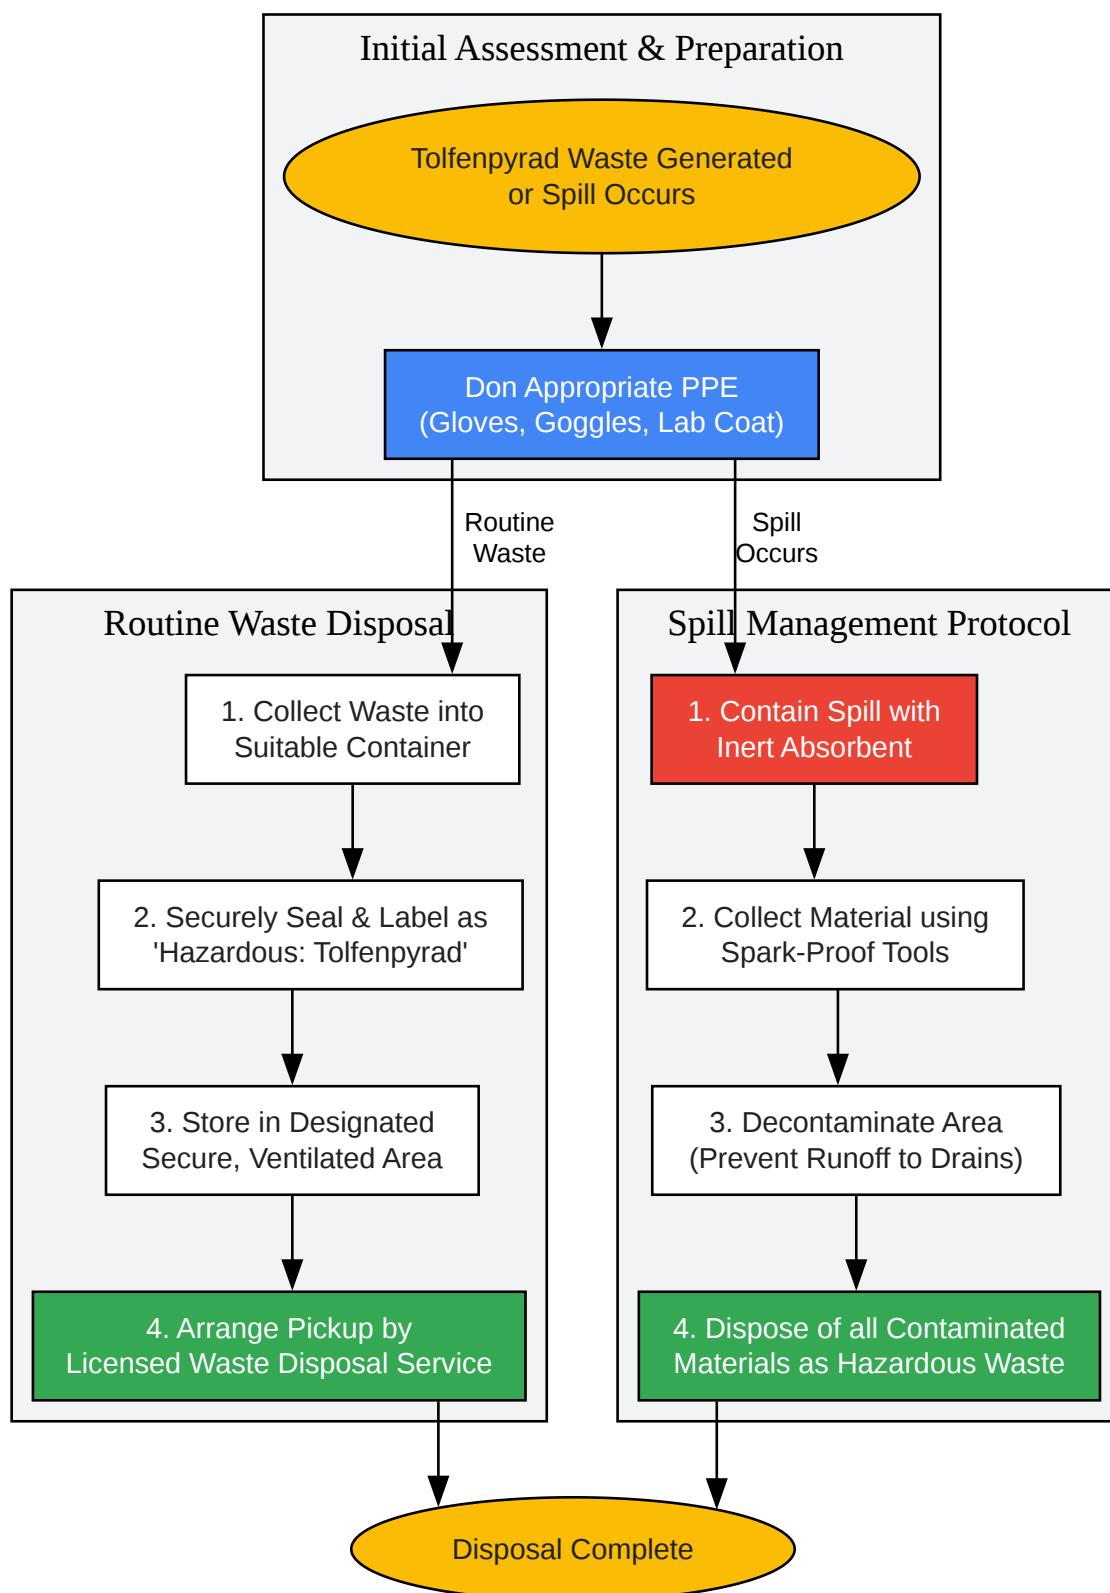 Initial Assessment & Preparation
Tolfenpyrad Waste Generated
or Spill Occurs
Don Appropriate PPE
(Gloves, Goggles, Lab Coat)
Routine
Waste
Spill
Occurs
Routine Waste Disposal
1. Collect Waste into
Suitable Container
2. Securely Seal & Label as
'Hazardous: Tolfenpyrad'
3. Store in Designated
Secure, Ventilated Area
4. Arrange Pickup by
Licensed Waste Disposal Service
Spill Management Protocol
1. Contain Spill with
Inert Absorbent
2. Collect Material using
Spark-Proof Tools
3. Decontaminate Area
(Prevent Runoff to Drains)
4. Dispose of all Contaminated
Materials as Hazardous Waste
Disposal Complete